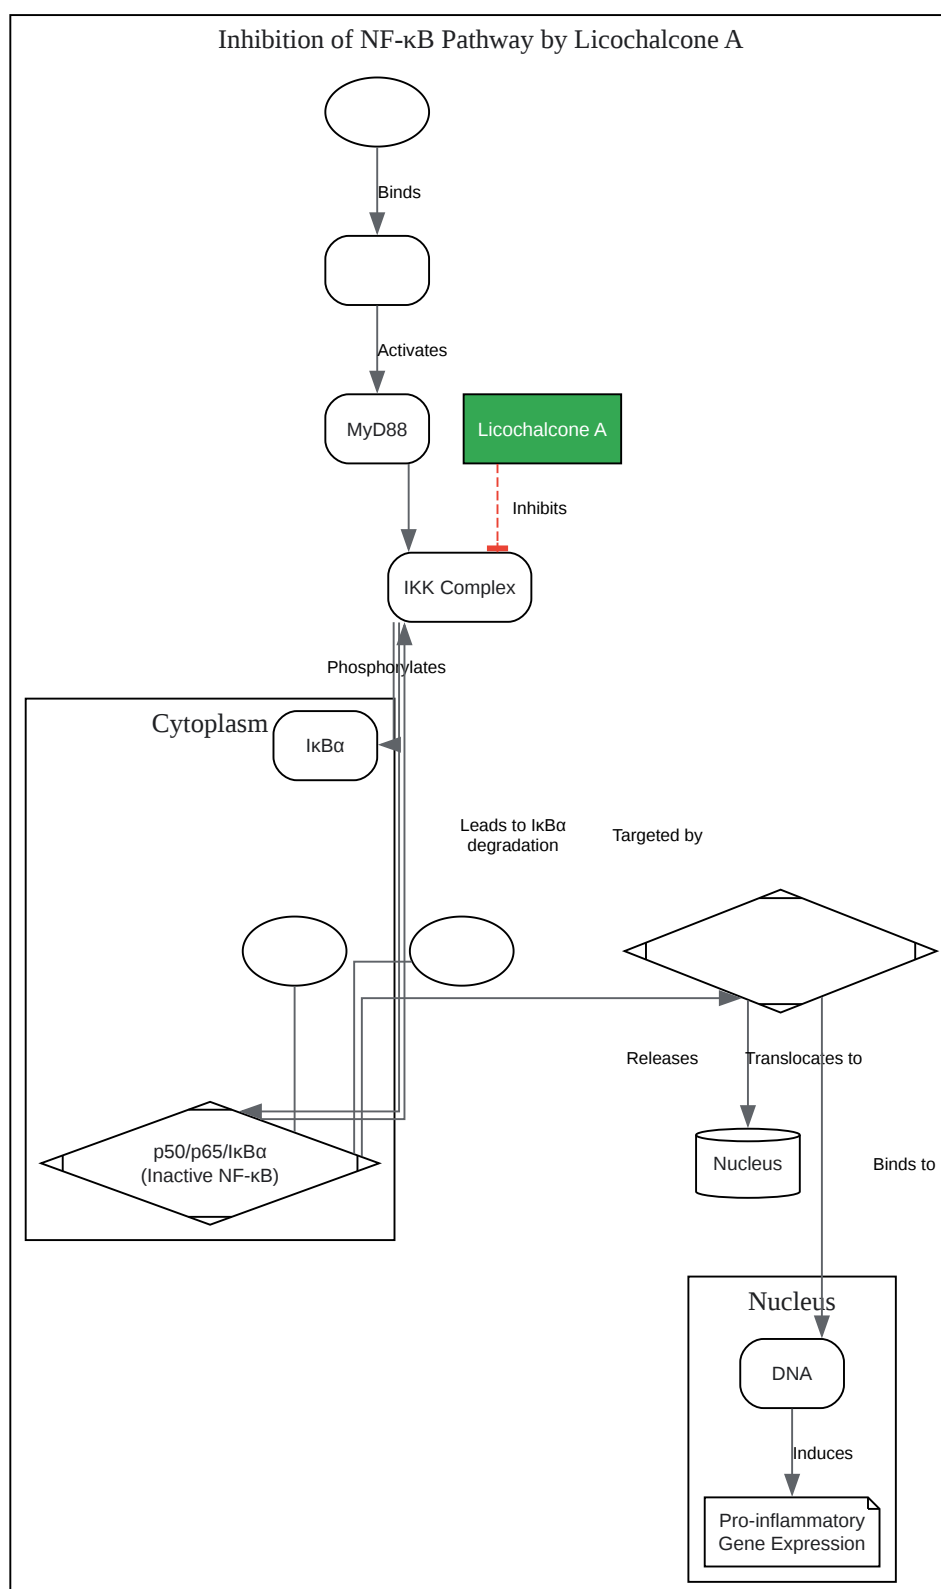 Inhibition of NF-κB Pathway by Licochalcone A
Binds
Activates
MyD88
Licochalcone A
Inhibits
IKK Complex
Phosphorylates
Cytoplasm
IκBα
Leads to IκBα
degradation
Targeted by
Releases
Translocates to
p50/p65/IκBα
(Inactive NF-κB)
Nucleus
Binds to
Nucleus
DNA
Induces
Pro-inflammatory
Gene Expression